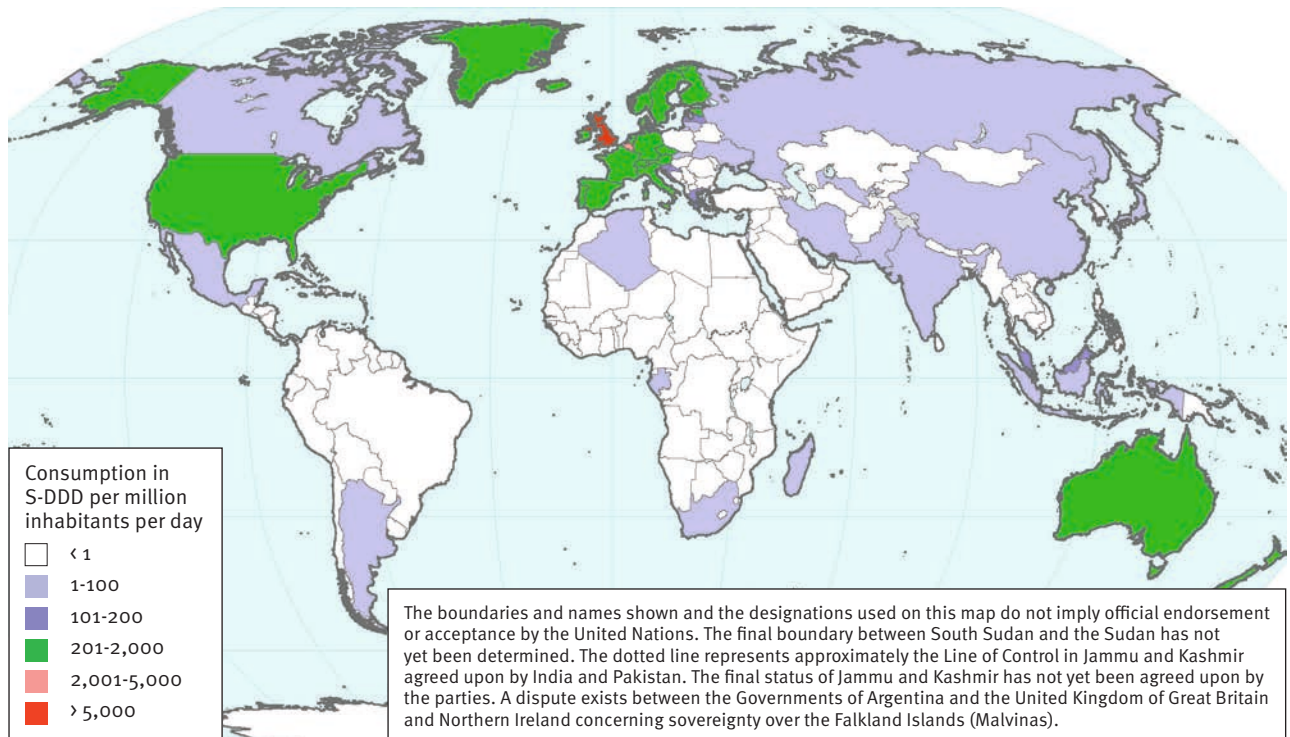 Consumption in
S-DDD per million
inhabitants per day
‹ 1
1-100
101-200
201-2,000
2,001-5,000
› 5,000
The boundaries and names shown and the designations used on this map do not imply official endorsement
or acceptance by the United Nations. The final boundary between South Sudan and the Sudan has not
yet been determined. The dotted line represents approximately the Line of Control in Jammu and Kashmir
agreed upon by India and Pakistan. The final status of Jammu and Kashmir has not yet been agreed upon by
the parties. A dispute exists between the Governments of Argentina and the United Kingdom of Great Britain
and Northern Ireland concerning sovereignty over the Falkland Islands (Malvinas).